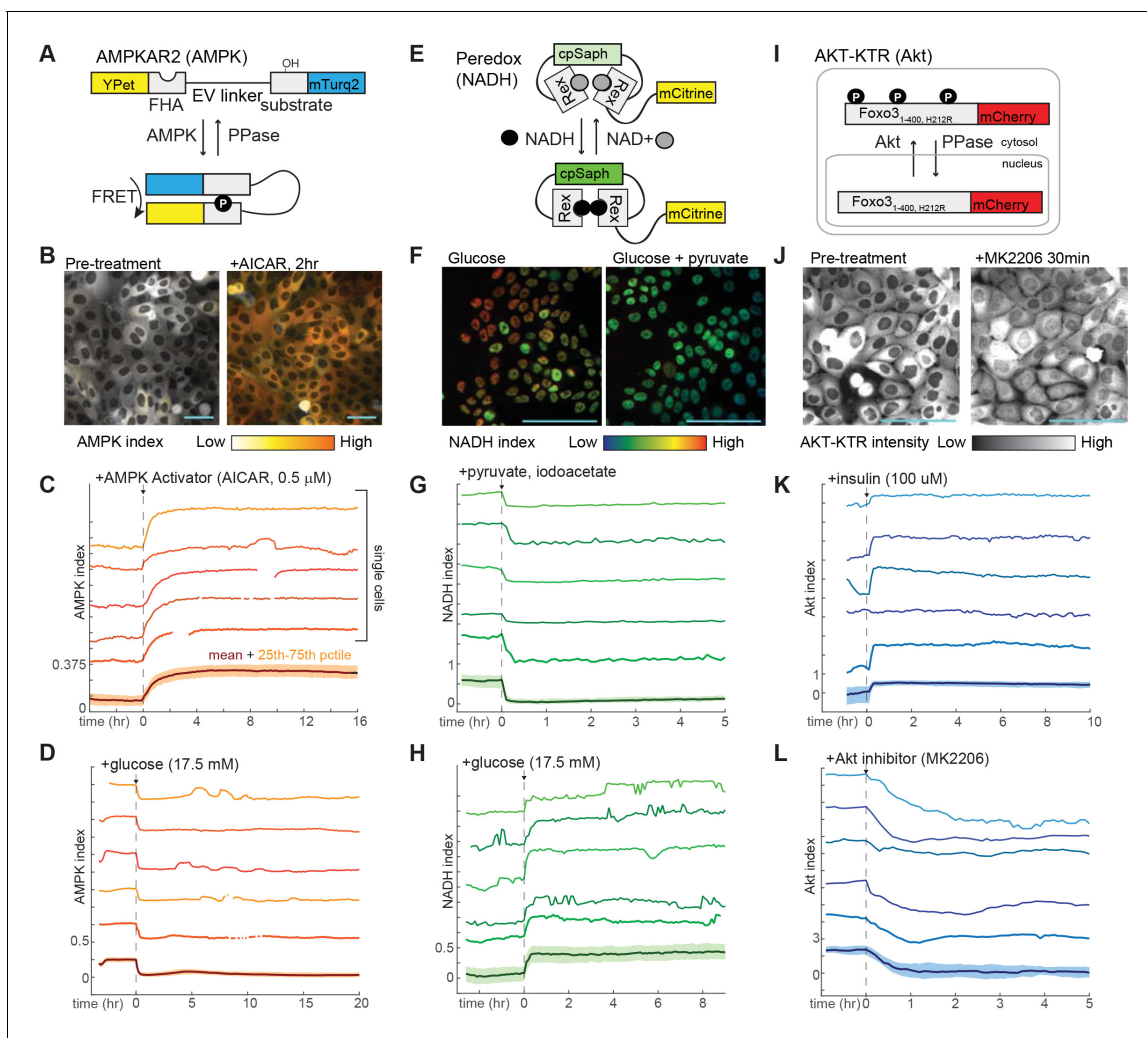 A
AMPKAR2 (AMPK)
YPet
FHA
EV linker
OH
substrate
mTurq2
AMPK
PPase
FRET
P
B
Pre-treatment
+AICAR, 2hr
AMPK index
Low
High
C
+AMPK Activator (AICAR, 0.5 μM)
AMPK index
single cells
mean + 25th-75th pctile
0.375
0
time (hr)
0
4
8
12
16
D
+glucose (17.5 mM)
AMPK index
0.5
0
time (hr)
0
5
10
15
20
E
Peredox
(NADH)
cpSaph
Rex
Rex
mCitrine
NADH
NAD+
cpSaph
Rex
Rex
mCitrine
F
Glucose
Glucose + pyruvate
NADH index
Low
High
G
+pyruvate, iodoacetate
NADH index
1
0
time (hr)
0
1
2
3
4
5
H
+glucose (17.5 mM)
NADH index
0.5
0
time (hr)
0
2
4
6
8
I
AKT-KTR (Akt)
P P P
Foxo3 1-400, H212R
mCherry
Akt
PPase
cytosol
nucleus
Foxo3 1-400, H212R
mCherry
J
Pre-treatment
+MK2206 30min
AKT-KTR intensity
Low
High
K
+insulin (100 uM)
Akt index
1
0
time (hr)
0
2
4
6
8
10
L
+Akt inhibitor (MK2206)
Akt index
3
0
time (hr)
0
1
2
3
4
5